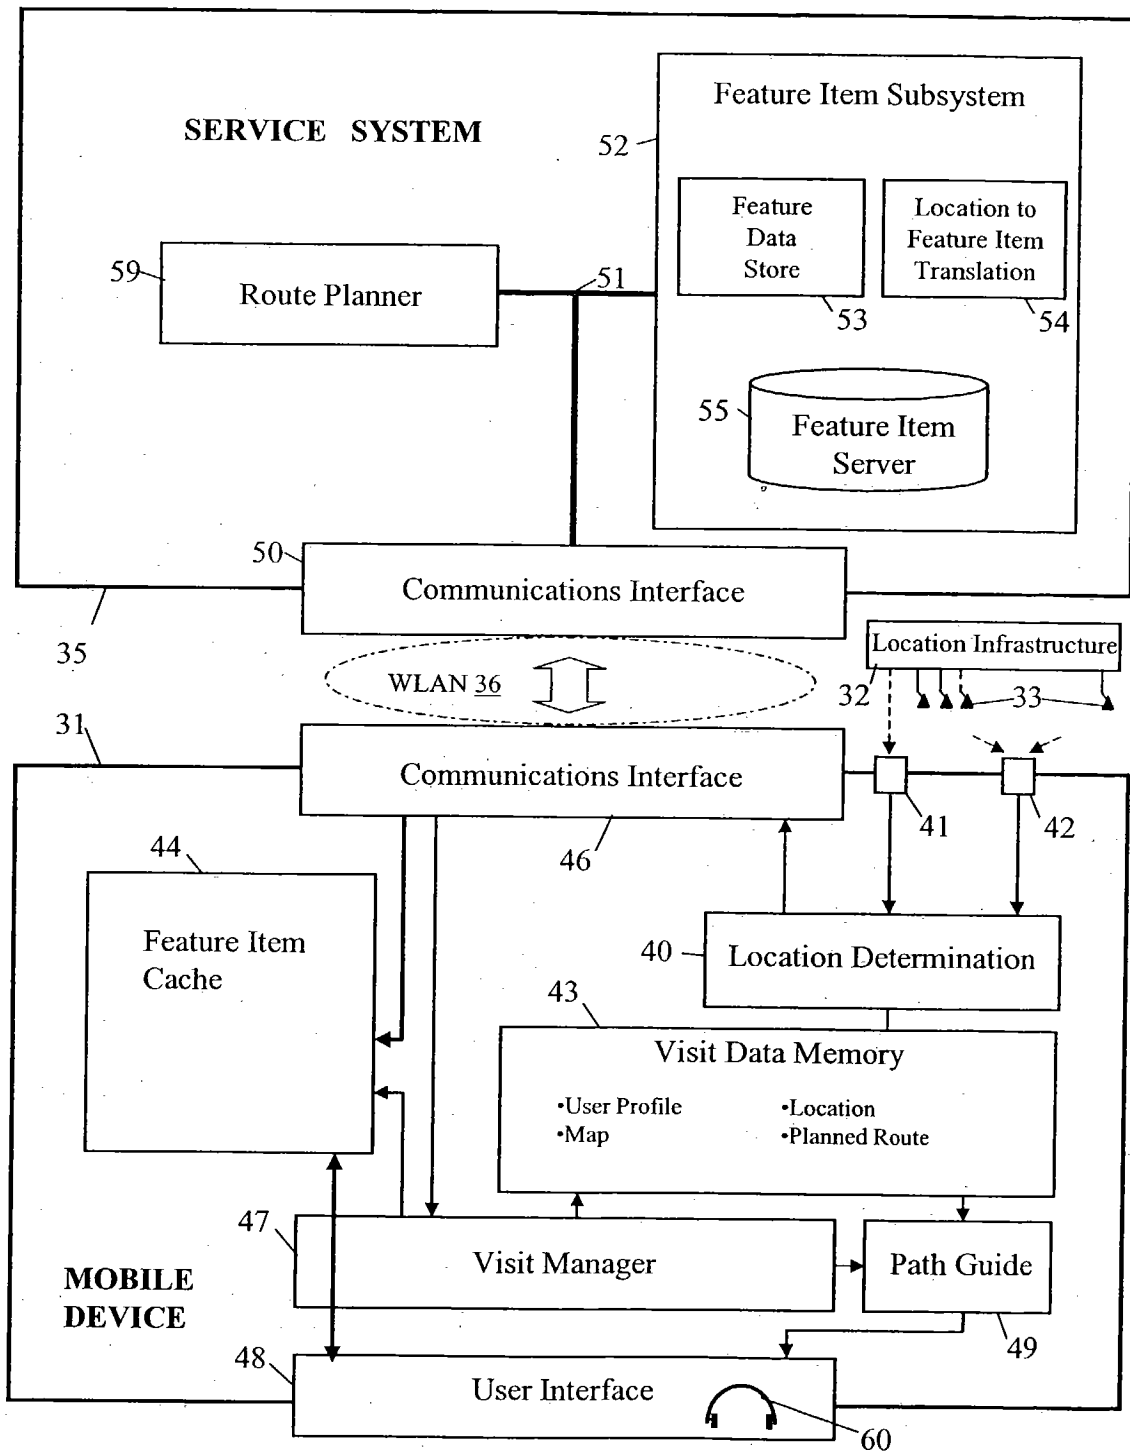 Feature Item Subsystem
SERVICE SYSTEM
52
Feature
Data
Store
Location to
Feature Item
Translation
59
Route Planner
51
53
54
55
Feature Item
Server
50
Communications Interface
35
Location Infrastructure
WLAN 36
32
33
31
Communications Interface
41
42
44
46
Feature Item
Cache
40
Location Determination
43
Visit Data Memory
•User Profile
•Map
•Location
•Planned Route
47
Visit Manager
Path Guide
MOBILE
DEVICE
49
48
User Interface
60